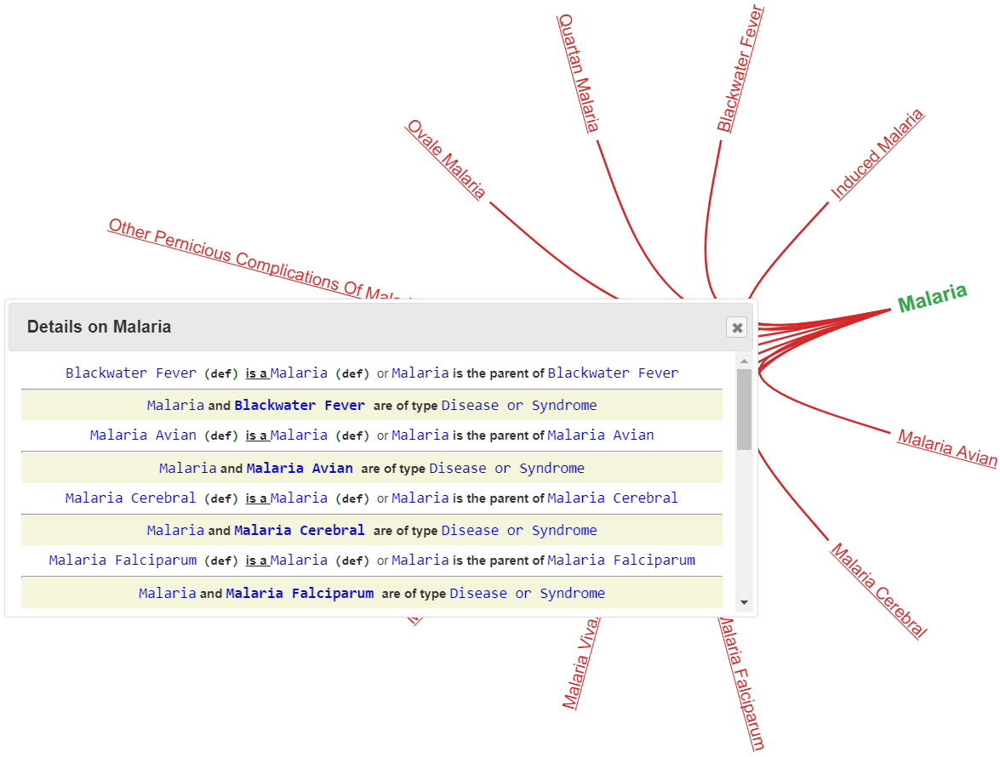 Quartan Malaria
Blackwater Fever
Ovale Malaria
Induced Malaria
Other Pernicious Complications Of
Malaria
Details on Malaria
Blackwater Fever (def) is a Malaria (def) or Malaria is the parent of Blackwater Fever
Malaria and Blackwater Fever are of type Disease or Syndrome
Malaria Avian (def) is a Malaria (def) or Malaria is the parent of Malaria Avian
Malaria and Malaria Avian are of type Disease or Syndrome
Malaria Cerebral (def) is a Malaria (def) or Malaria is the parent of Malaria Cerebral
Malaria and Malaria Cerebral are of type Disease or Syndrome
Malaria Falciparum (def) is a Malaria (def) or Malaria is the parent of Malaria Falciparum
Malaria and Malaria Falciparum are of type Disease or Syndrome
Malaria Avian
Malaria Cerebral
Malaria
Malaria Falciparum